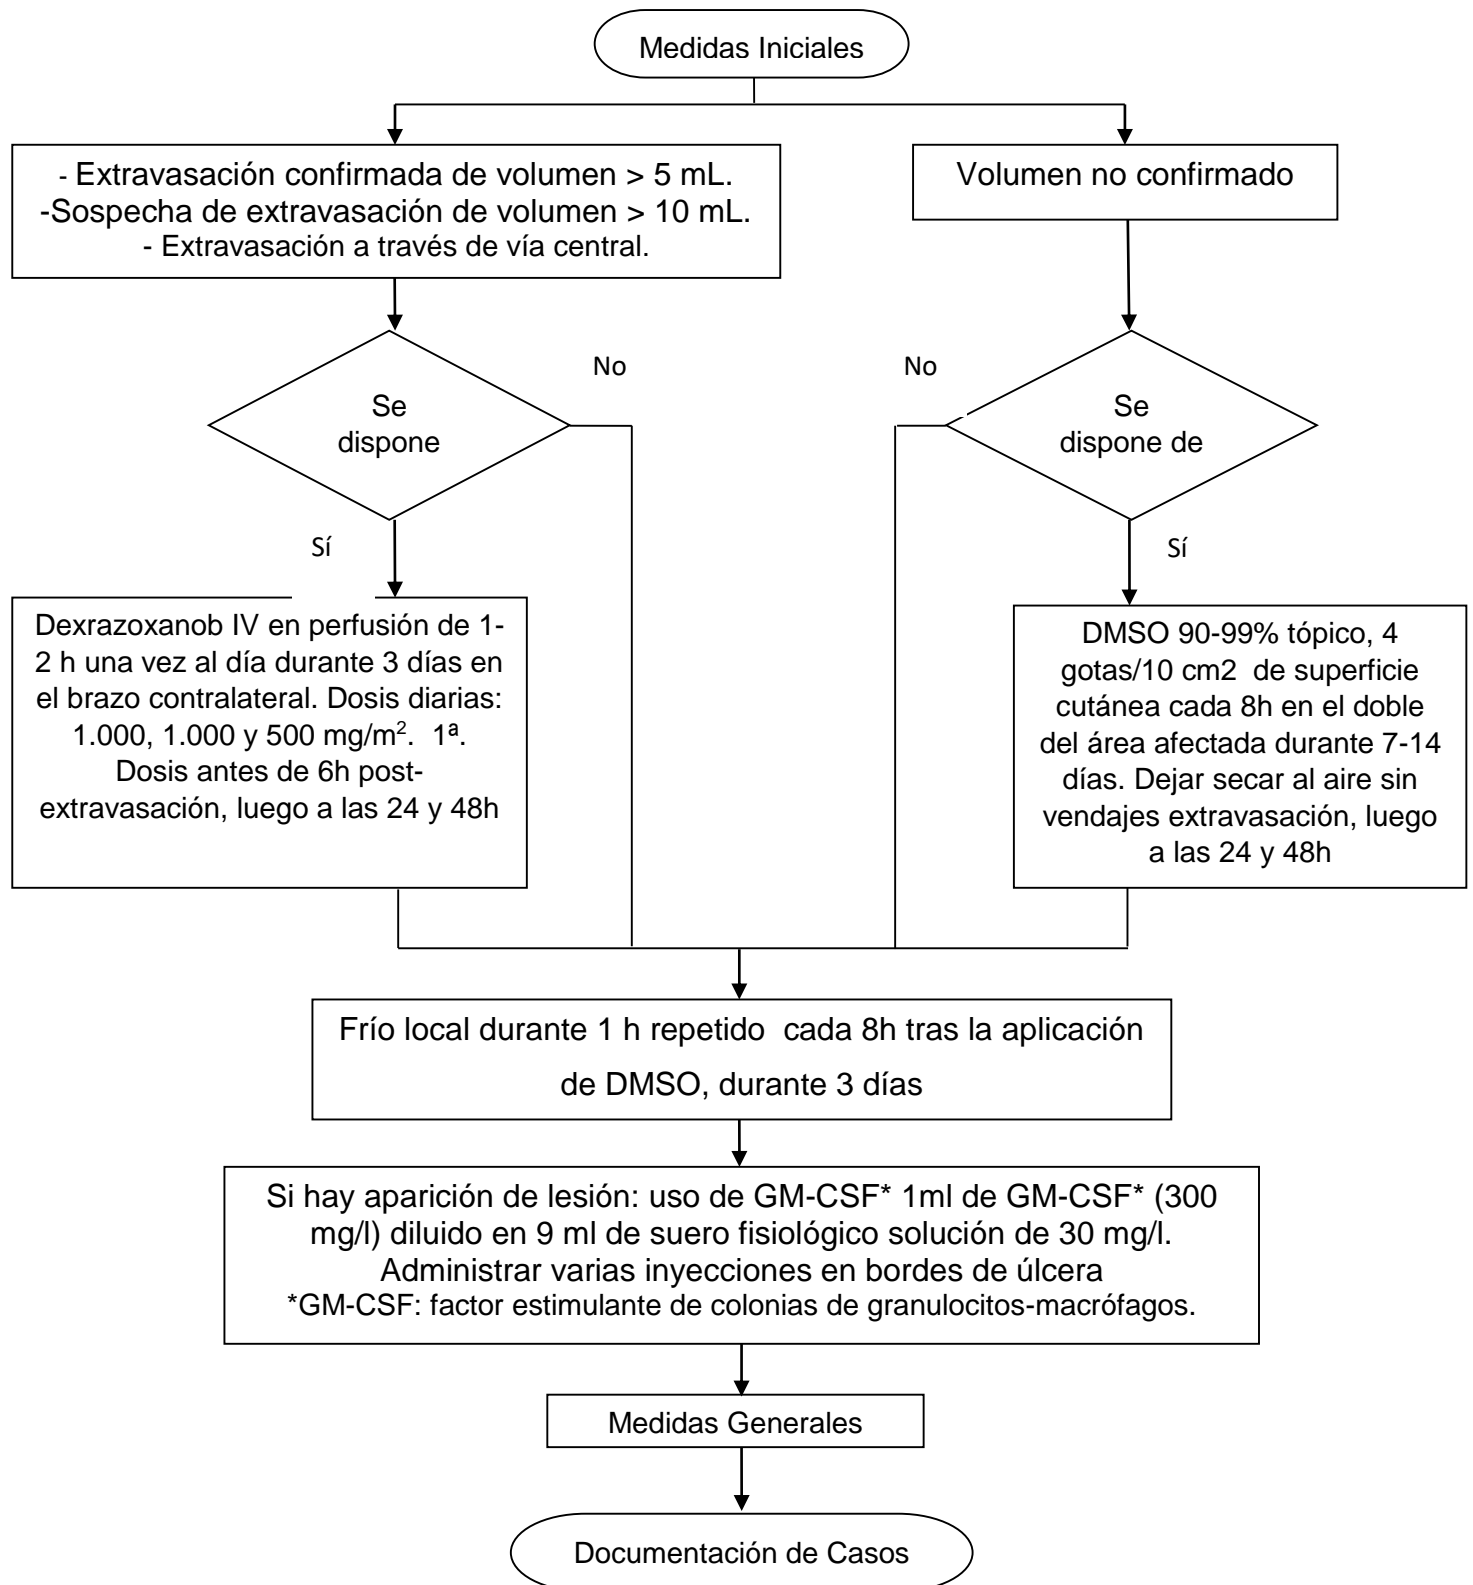 Medidas Iniciales
- Extravasación confirmada de volumen > 5 mL.
-Sospecha de extravasación de volumen > 10 mL.
- Extravasación a través de vía central.
Volumen no confirmado
No
No
Se
dispone
Se
dispone de
Sí
Sí
Dexrazoxanob IV en perfusión de 1-
2 h una vez al día durante 3 días en
el brazo contralateral. Dosis diarias:
1.000, 1.000 y 500 mg/m². 1ª.
Dosis antes de 6h post-
extravasación, luego a las 24 y 48h
DMSO 90-99% tópico, 4
gotas/10 cm2 de superficie
cutánea cada 8h en el doble
del área afectada durante 7-14
días. Dejar secar al aire sin
vendajes extravasación, luego
a las 24 y 48h
Frío local durante 1 h repetido cada 8h tras la aplicación
de DMSO, durante 3 días
Si hay aparición de lesión: uso de GM-CSF* 1ml de GM-CSF* (300
mg/l) diluido en 9 ml de suero fisiológico solución de 30 mg/l.
Administrar varias inyecciones en bordes de úlcera
*GM-CSF: factor estimulante de colonias de granulocitos-macrófagos.
Medidas Generales
Documentación de Casos